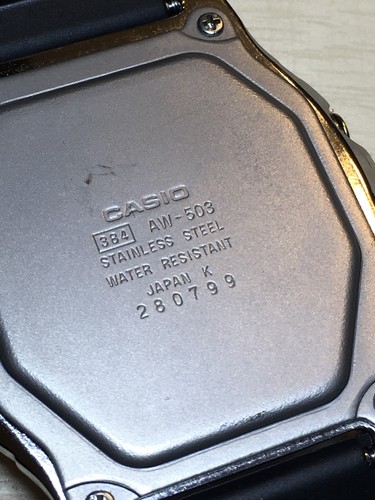 CASIO
384 AW-503
STAINLESS STEEL
WATER RESISTANT
JAPAN K
280799